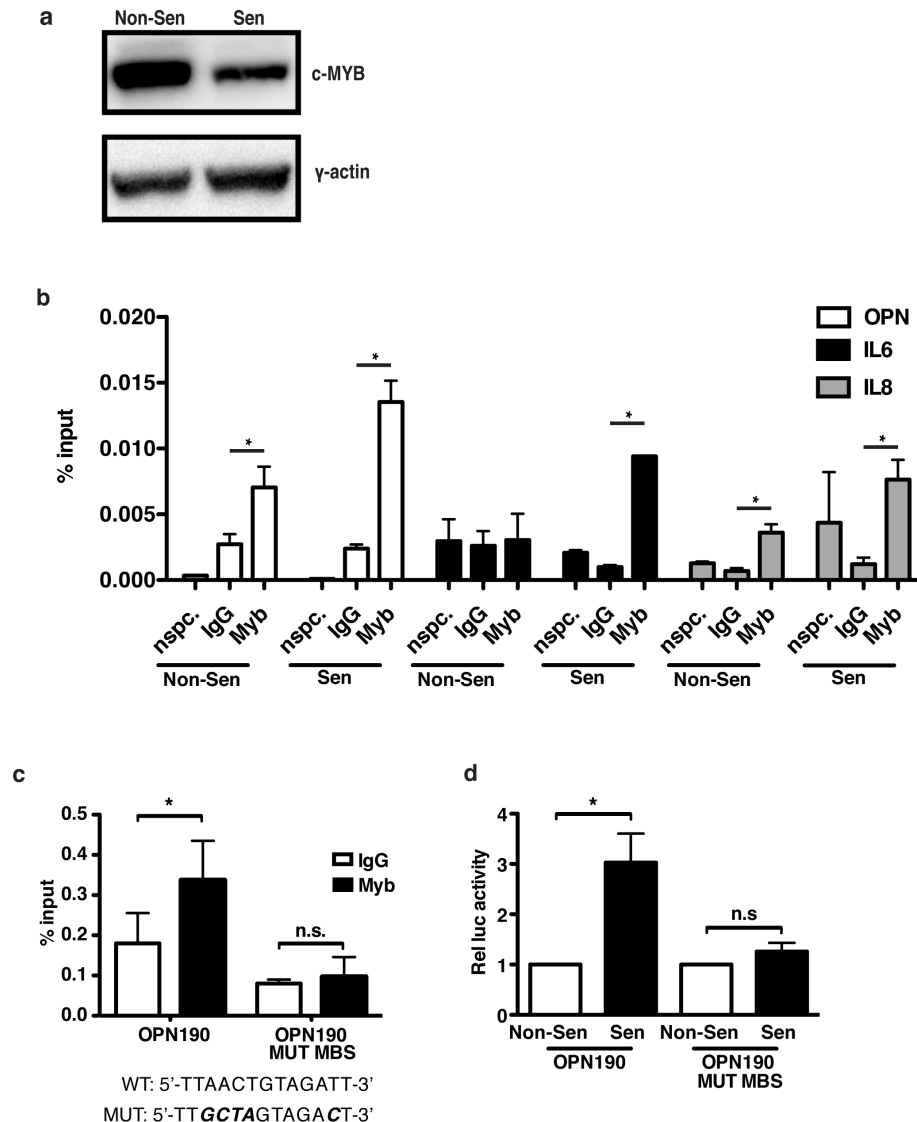 a
Non-Sen Sen
c-MYB
γ-actin
b
0.020
0.015
0.010
0.005
0.000
% input
* * * * *
OPN
IL6
IL8
nspc. IgG Myb nspc. IgG Myb nspc. IgG Myb nspc. IgG Myb nspc. IgG Myb nspc. IgG Myb
Non-Sen Sen Non-Sen Sen Non-Sen Sen
c
0.5
0.4
0.3
0.2
0.1
0.0
% input
*
n.s.
IgG
Myb
OPN190 OPN190
MUT MBS
WT: 5'-TTAACTGTAGATT-3'
MUT: 5'-TTGCTAGTAGACT-3'
d
4
3
2
1
0
Rel luc activity
*
n.s
Non-Sen Sen Non-Sen Sen
OPN190 OPN190
MUT MBS